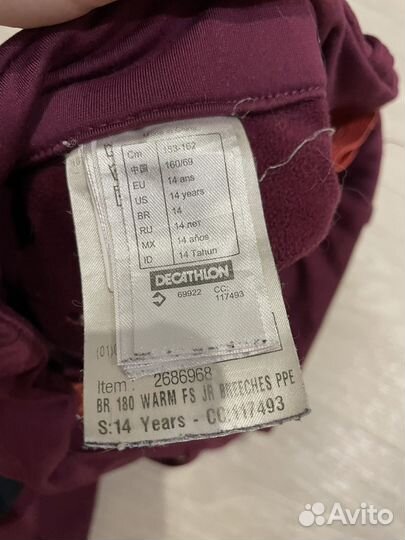 Cm 153-162
中国 160/69
EU 14 ans
US 14 years
BR 14
RU 14 лет
MX 14 años
ID 14 Tahun
DECATHLON
69922 CC:
117493
(01)
Item : 2686968
BR 180 WARM FS JR BREECHES PPE
S:14 Years - CC:117493
Avito